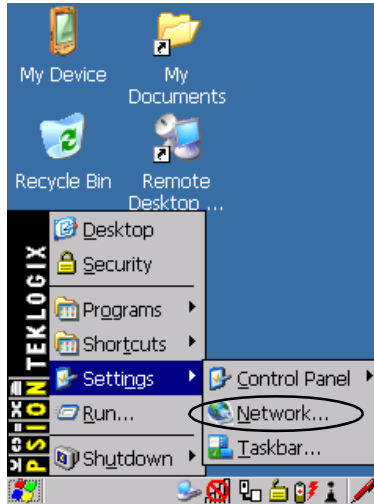 My Device
My
Documents
Recycle Bin
Remote
Desktop ...
PSION TEKLOGIX
Desktop
Security
Programs
Shortcuts
Settings
Run...
Shutdown
Control Panel
Network...
Taskbar...